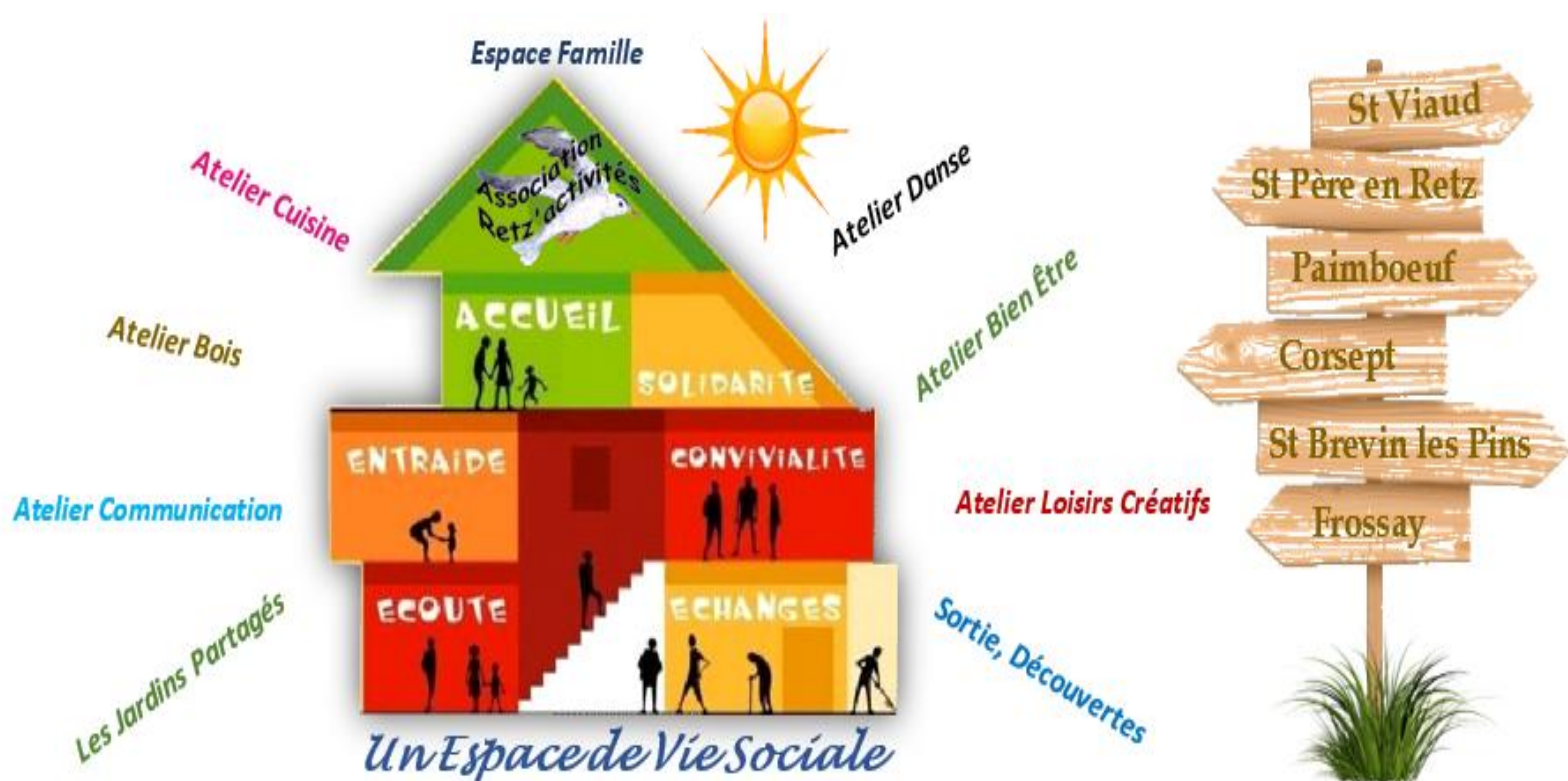 Espace Famille
Atelier Cuisine
Atelier Bois
Atelier Communication
Les Jardins Partagés
Association
Retz'activités
ACCUEiL
SOLiDARiTE
ENTRAiDE
CONViViALiTE
ECOUTE
ECHANGES
Un Espace de Vie Sociale
Atelier Danse
Atelier Bien Être
Atelier Loisirs Créatifs
Sortie, Découvertes
St Viaud
St Père en Retz
Paimboeuf
Corsept
St Brevin les Pins
Frossay